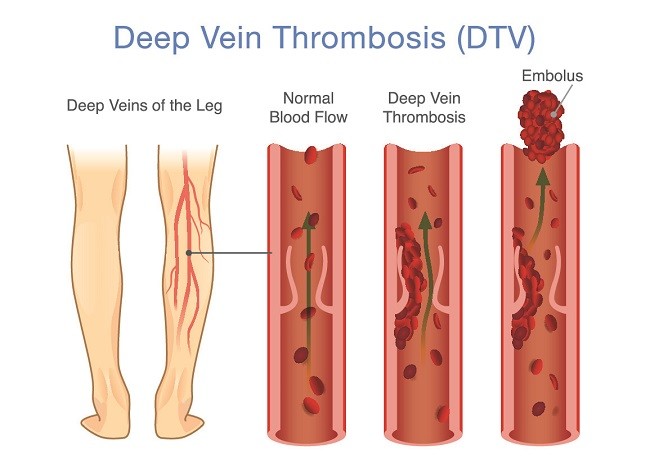 Deep Vein Thrombosis (DTV)
Embolus
Deep Veins of the Leg
Normal
Blood Flow
Deep Vein
Thrombosis